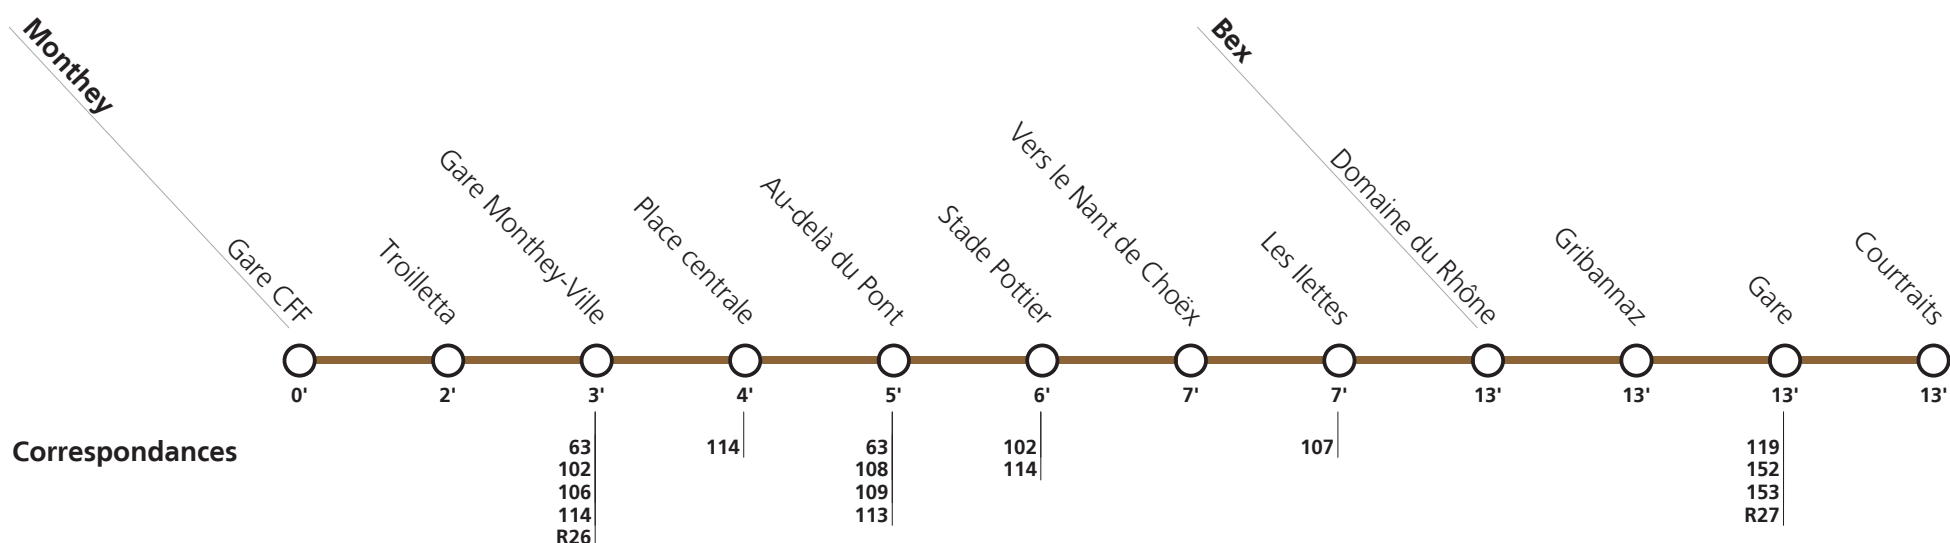 Monthey
Bex
Gare CFF
Troilletta
Gare Monthey-Ville
Place centrale
Au-delà du Pont
Stade Pottier
Vers le Nant de Choëx
Les Ilettes
Domaine du Rhône
Gribannaz
Gare
Courtraits
0' 2' 3' 4' 5' 6' 7' 7' 13' 13' 13' 13'
Correspondances
63
102
106
114
R26
114
63
108
109
113
102
114
107
119
152
153
R27